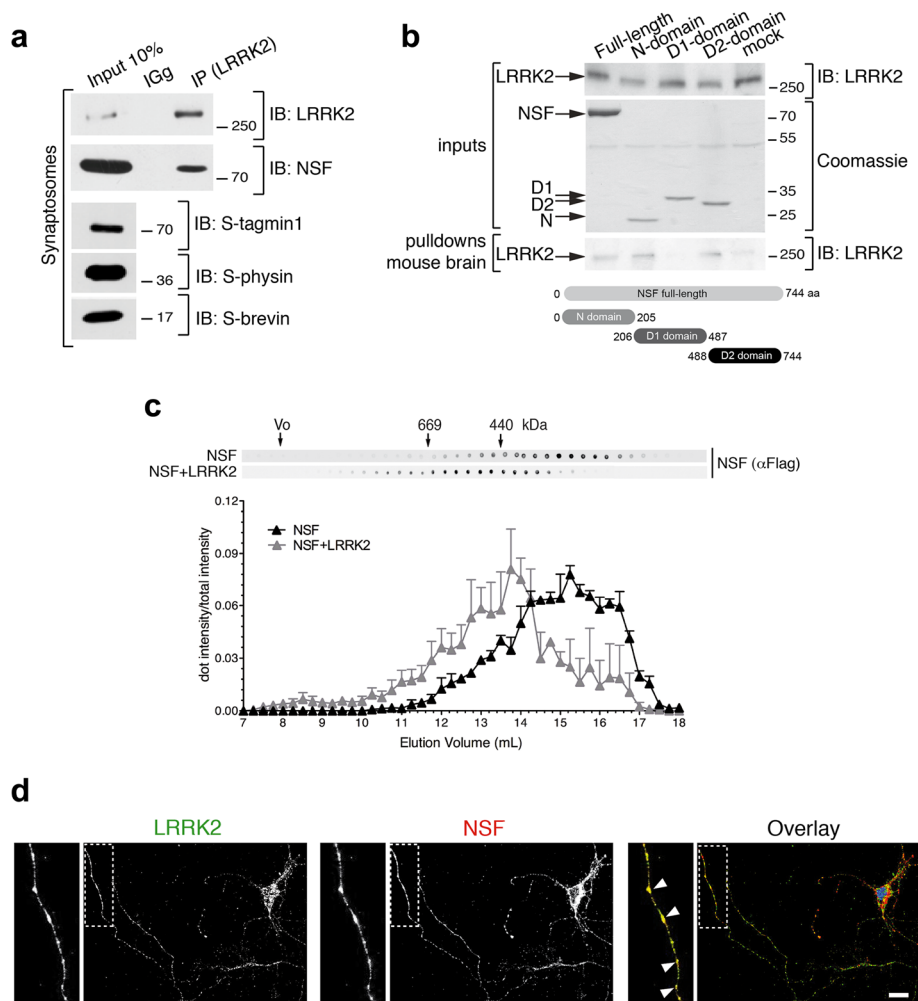 a
Input 10%
IGg
IP (LRRK2)
Synaptosomes
250
IB: LRRK2
70
IB: NSF
70
IB: S-tagmin1
36
IB: S-physin
17
IB: S-brevin
b
Full-length
N-domain
D1-domain
D2-domain
mock
inputs
LRRK2
250
IB: LRRK2
NSF
70
55
35
25
Coomassie
D1
D2
N
pulldowns
mouse brain
LRRK2
250
IB: LRRK2
0 NSF full-length 744 aa
0 N domain 205
206 D1 domain 487
488 D2 domain 744
c
Vo 669 440 kDa
NSF
NSF+LRRK2
NSF (αFlag)
0.12
0.09
0.06
0.03
0.00
dot intensity/total intensity
NSF
NSF+LRRK2
7 8 9 10 11 12 13 14 15 16 17 18
Elution Volume (mL)
d
LRRK2 NSF Overlay